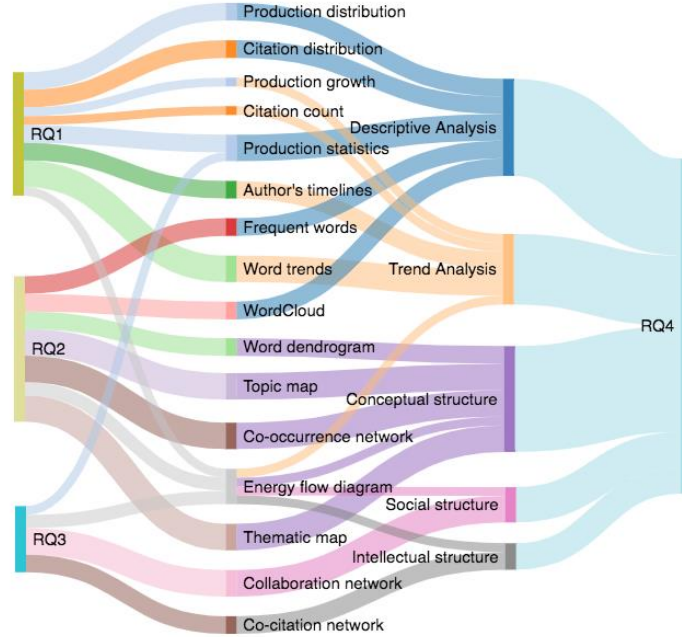 Production distribution
Citation distribution
Production growth
Citation count
Descriptive Analysis
RQ1
Production statistics
Author's timelines
Frequent words
Word trends
Trend Analysis
WordCloud
RQ4
RQ2
Word dendrogram
Topic map
Conceptual structure
Co-occurrence network
Energy flow diagram
Social structure
RQ3
Thematic map
Intellectual structure
Collaboration network
Co-citation network